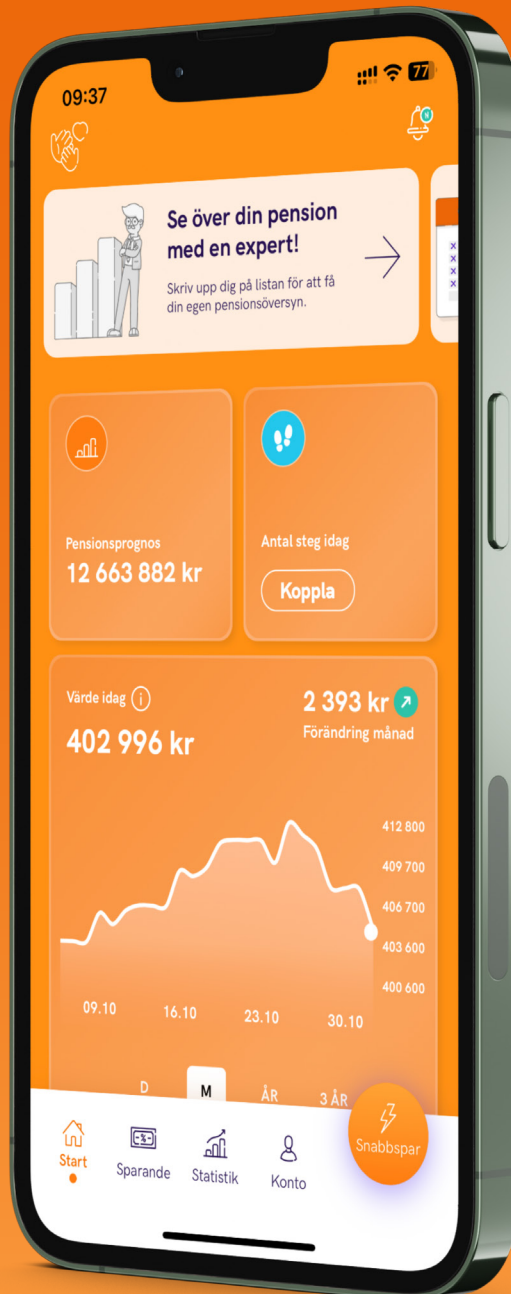 09:37
77
Se över din pension
med en expert!
Skriv upp dig på listan för att få
din egen pensionsöversyn.
Pensionsprognos
12 663 882 kr
Antal steg idag
Koppla
Värde idag i
402 996 kr
2 393 kr
Förändring månad
412 800
409 700
406 700
403 600
400 600
09.10 16.10 23.10 30.10
D M ÅR 3 ÅR
Start Sparande Statistik Konto Snabbspar